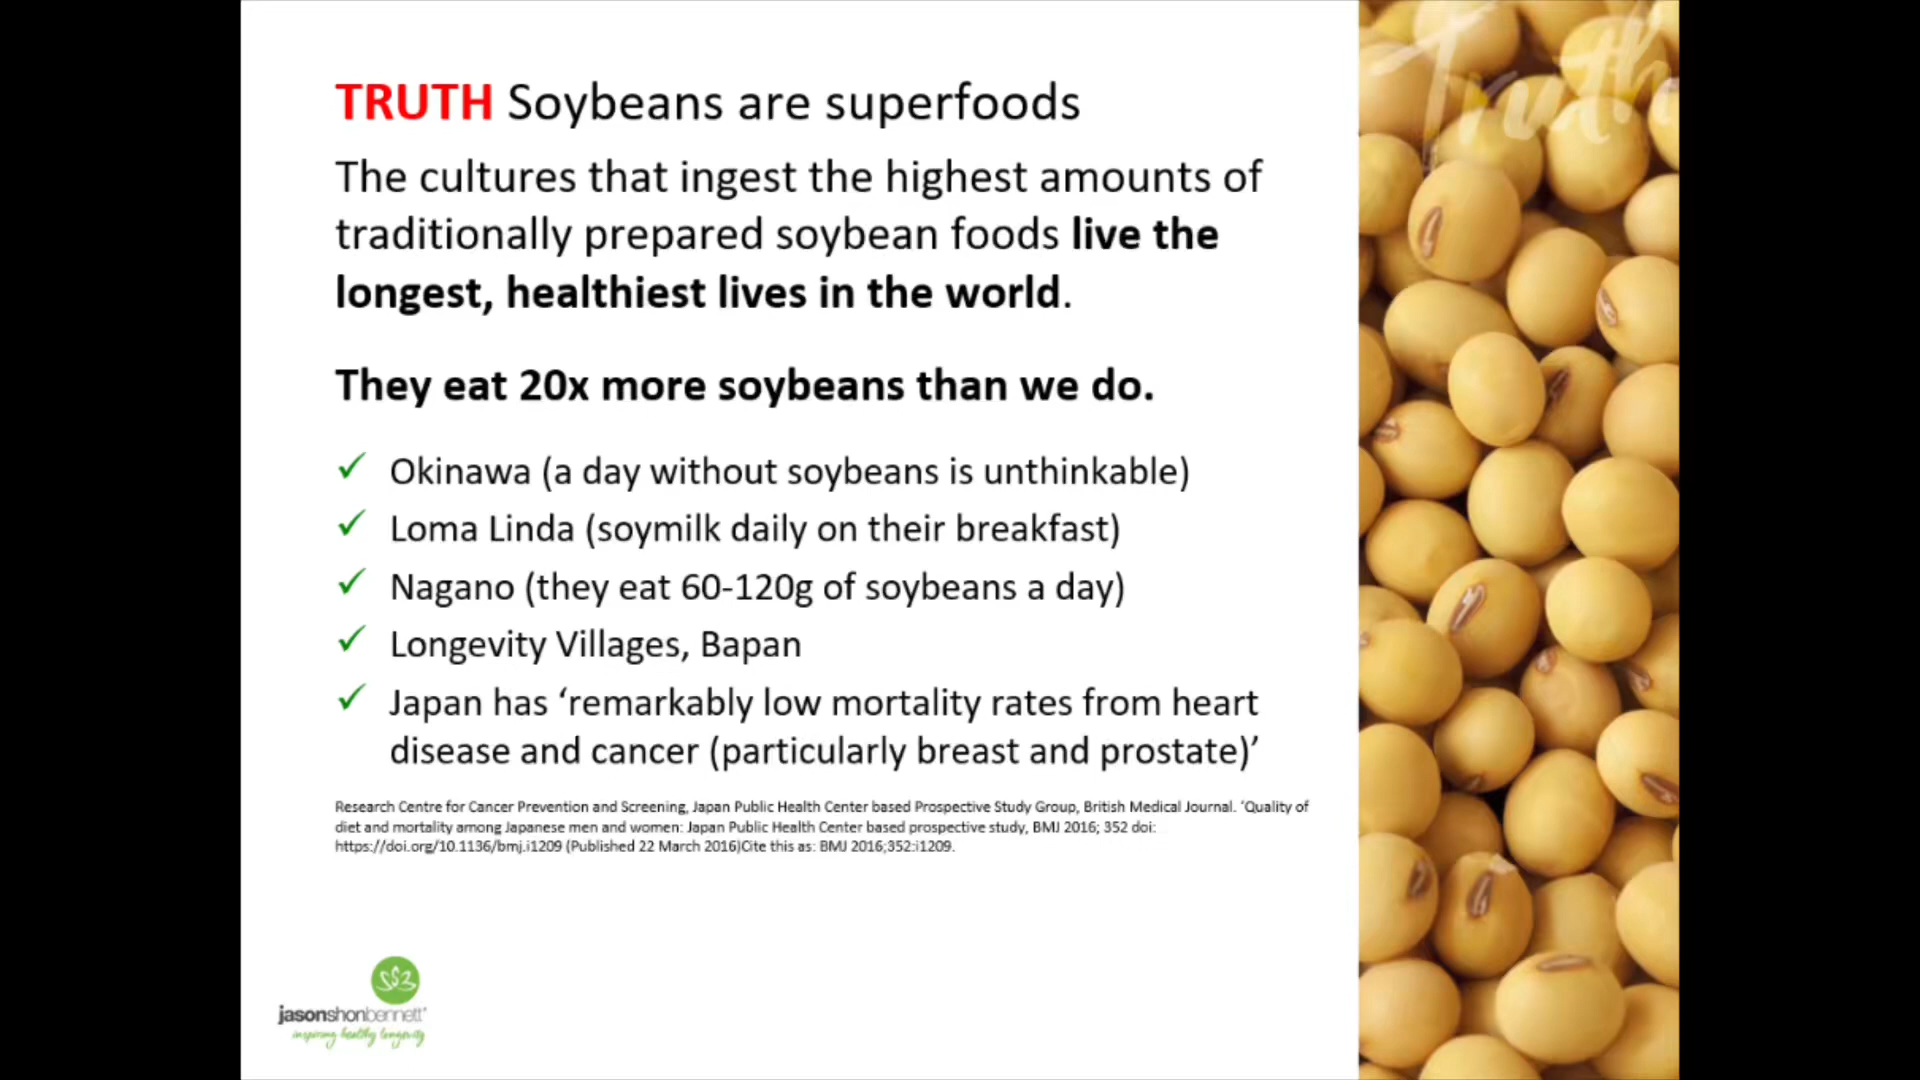 Truth
TRUTH Soybeans are superfoods
The cultures that ingest the highest amounts of
traditionally prepared soybean foods live the
longest, healthiest lives in the world.
They eat 20x more soybeans than we do.
✓ Okinawa (a day without soybeans is unthinkable)
✓ Loma Linda (soymilk daily on their breakfast)
✓ Nagano (they eat 60-120g of soybeans a day)
✓ Longevity Villages, Bapan
✓ Japan has ‘remarkably low mortality rates from heart
disease and cancer (particularly breast and prostate)’
Research Centre for Cancer Prevention and Screening, Japan Public Health Center based Prospective Study Group, British Medical Journal. ‘Quality of
diet and mortality among Japanese men and women: Japan Public Health Center based prospective study, BMJ 2016; 352 doi:
https://doi.org/10.1136/bmj.i1209 (Published 22 March 2016)Cite this as: BMJ 2016;352:i1209.
jasonshonbennett
inspiring healthy longevity